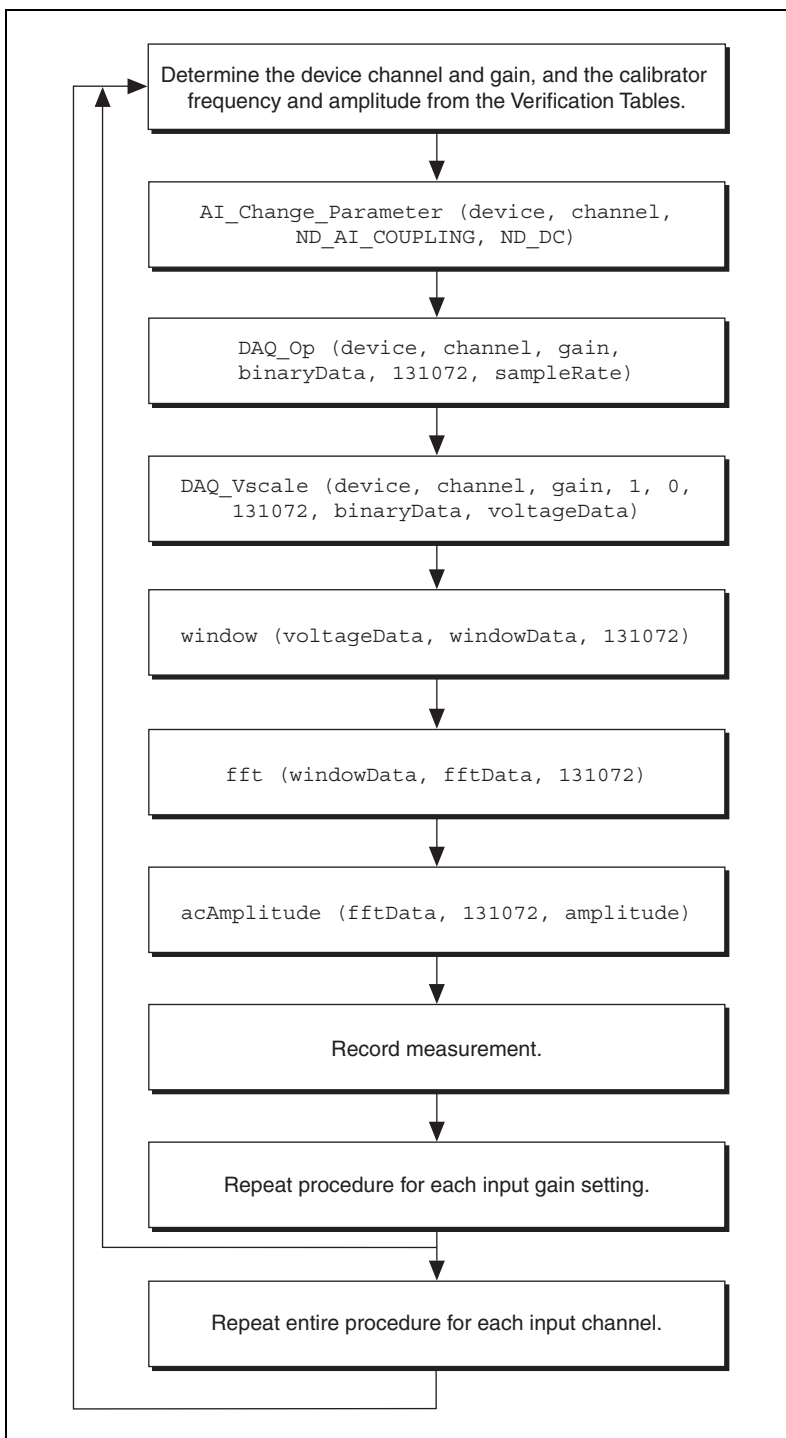 Determine the device channel and gain, and the calibrator
frequency and amplitude from the Verification Tables.
AI_Change_Parameter (device, channel,
ND_AI_COUPLING, ND_DC)
DAQ_Op (device, channel, gain,
binaryData, 131072, sampleRate)
DAQ_Vscale (device, channel, gain, 1, 0,
131072, binaryData, voltageData)
window (voltageData, windowData, 131072)
fft (windowData, fftData, 131072)
acAmplitude (fftData, 131072, amplitude)
Record measurement.
Repeat procedure for each input gain setting.
Repeat entire procedure for each input channel.